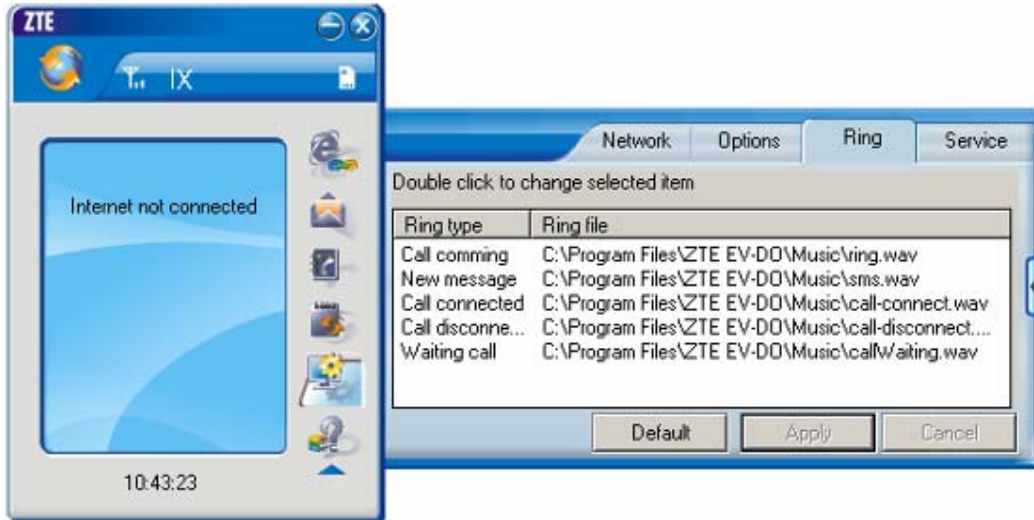 ZTE
IX
Internet not connected
10:43:23
Network Options Ring Service
Double click to change selected item
Ring type Ring file
Call comming C:\Program Files\ZTE EV-DO\Music\ring.wav
New message C:\Program Files\ZTE EV-DO\Music\sms.wav
Call connected C:\Program Files\ZTE EV-DO\Music\call-connect.wav
Call disconne... C:\Program Files\ZTE EV-DO\Music\call-disconnect....
Waiting call C:\Program Files\ZTE EV-DO\Music\callWaiting.wav
Default Apply Cancel